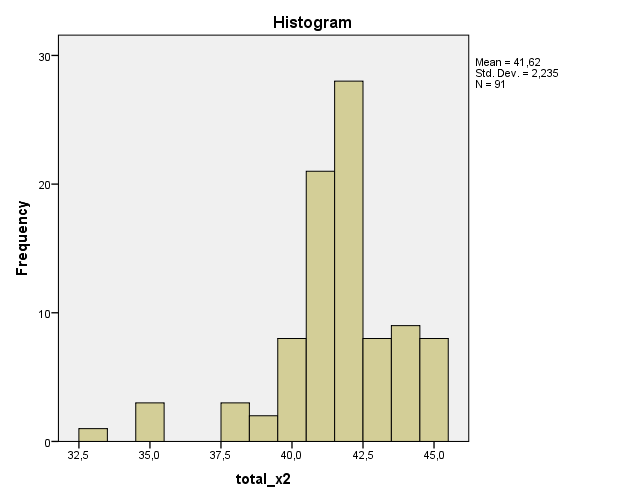 Histogram
Mean = 41,62
Std. Dev. = 2,235
N = 91
Frequency
30
20
10
0
32,5 35,0 37,5 40,0 42,5 45,0
total_x2